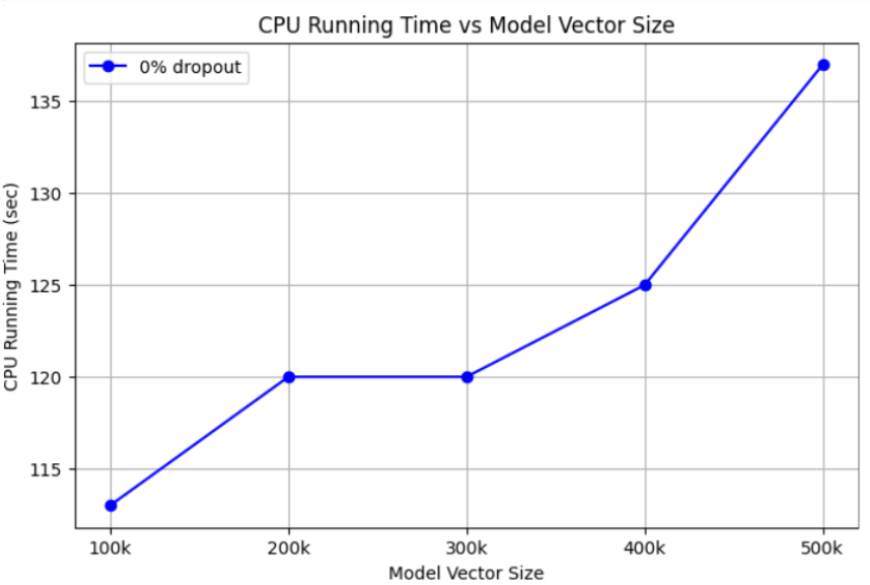 CPU Running Time vs Model Vector Size
0% dropout
CPU Running Time (sec)
135
130
125
120
115
100k 200k 300k 400k 500k
Model Vector Size